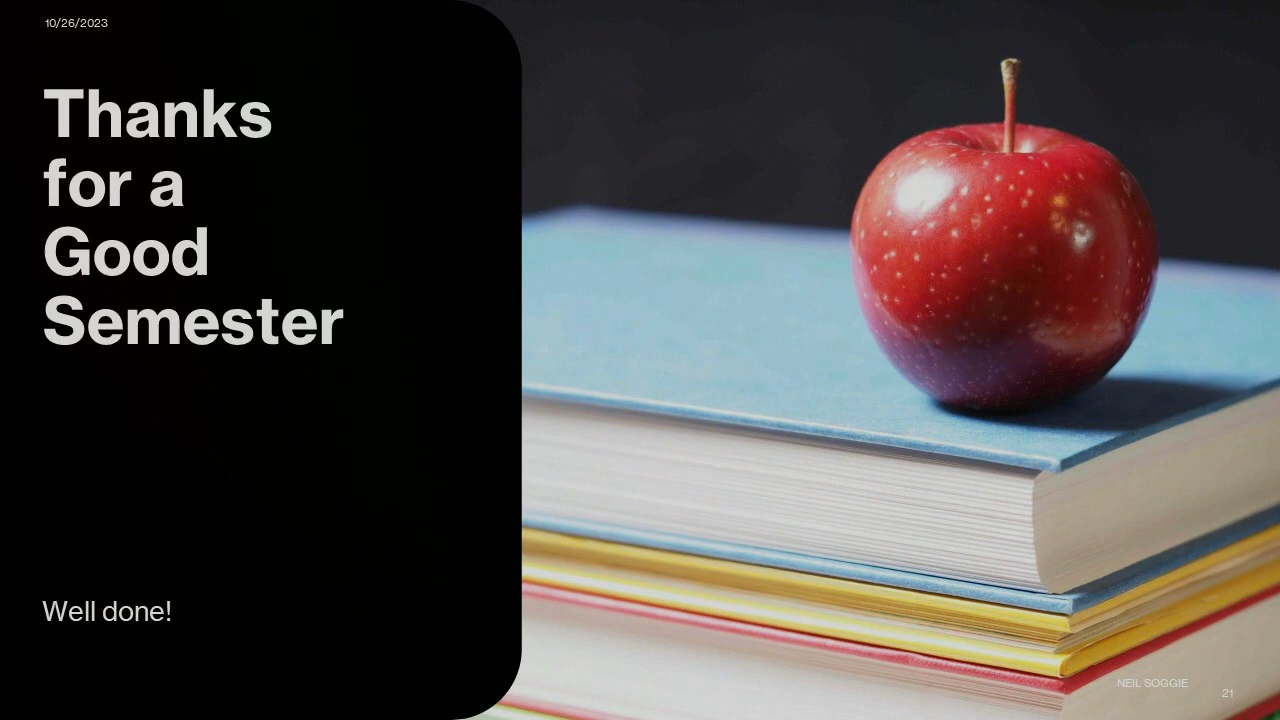 10/26/2023
Thanks
for a
Good
Semester
Well done!
NEIL SOGGIE
21